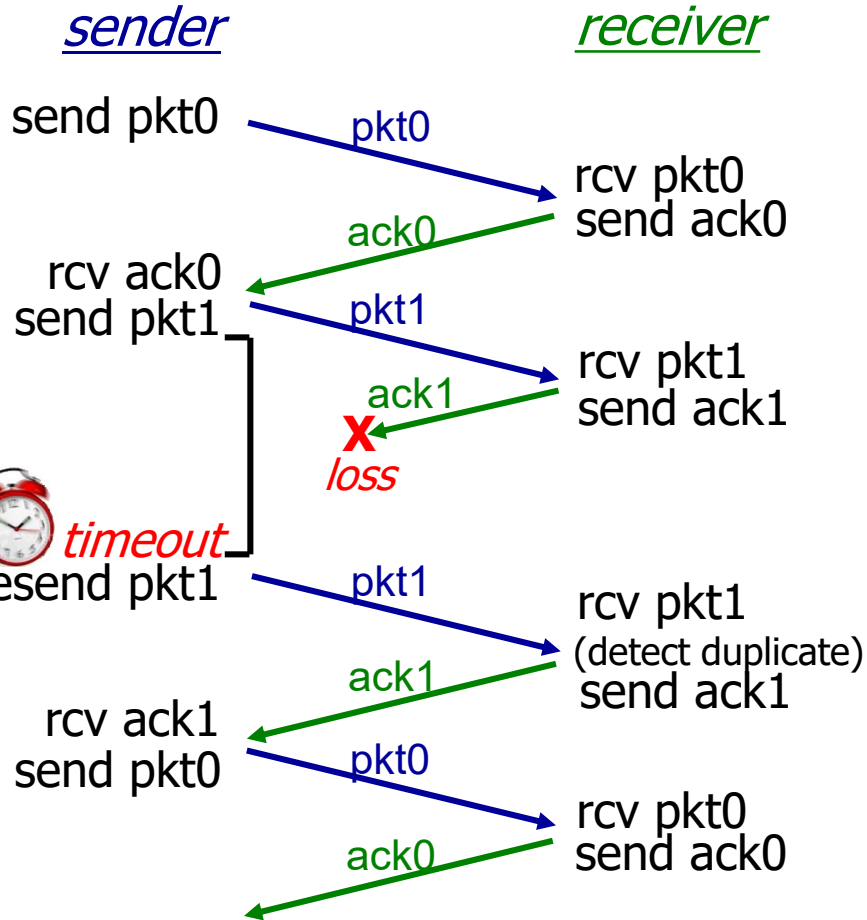 sender
receiver
send pkt0
pkt0
rcv pkt0
send ack0
ack0
rcv ack0
send pkt1
pkt1
rcv pkt1
send ack1
ack1
X
loss
timeout
esend pkt1
pkt1
rcv pkt1
(detect duplicate)
send ack1
ack1
rcv ack1
send pkt0
pkt0
rcv pkt0
send ack0
ack0